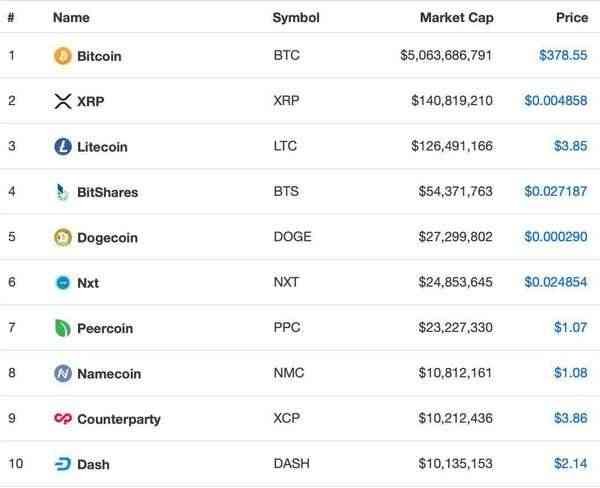 # Name Symbol Market Cap Price
1 Bitcoin BTC $5,063,686,791 $378.55
2 XRP XRP $140,819,210 $0.004858
3 Litecoin LTC $126,491,166 $3.85
4 BitShares BTS $54,371,763 $0.027187
5 Dogecoin DOGE $27,299,802 $0.000290
6 Nxt NXT $24,853,645 $0.024854
7 Peercoin PPC $23,227,330 $1.07
8 Namecoin NMC $10,812,161 $1.08
9 Counterparty XCP $10,212,436 $3.86
10 Dash DASH $10,135,153 $2.14